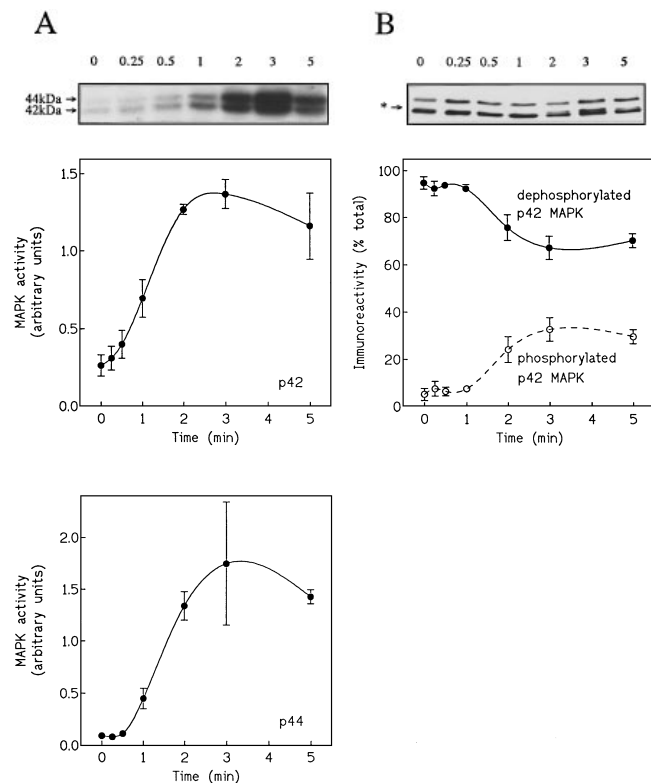 A
0 0.25 0.5 1 2 3 5
44kDa
42kDa
1.5
1.0
0.5
0.0
MAPK activity
(arbitrary units)
p42
0 1 2 3 4 5
Time (min)
2.0
1.5
1.0
0.5
0.0
MAPK activity
(arbitrary units)
p44
0 1 2 3 4 5
Time (min)
B
0 0.25 0.5 1 2 3 5
*
100
80
60
40
20
0
Immunoreactivity (% total)
dephosphorylated
p42 MAPK
phosphorylated
p42 MAPK
0 1 2 3 4 5
Time (min)